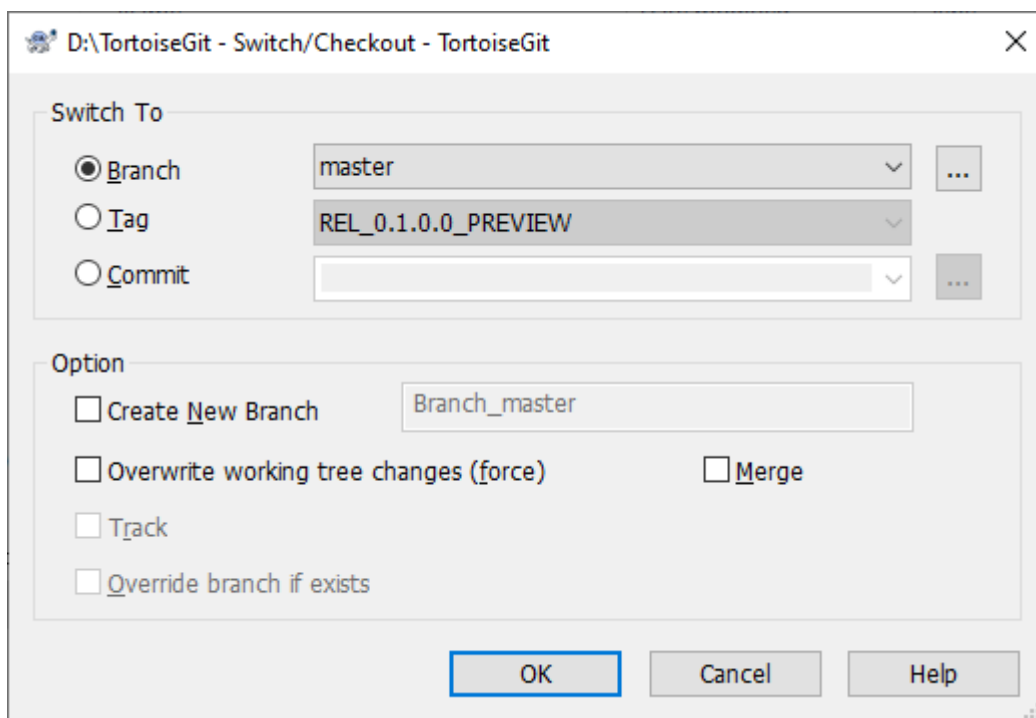 D:\TortoiseGit - Switch/Checkout - TortoiseGit
Switch To
Branch
master
...
Tag
REL_0.1.0.0_PREVIEW
Commit
...
Option
Create New Branch
Branch_master
Overwrite working tree changes (force)
Merge
Track
Override branch if exists
OK
Cancel
Help